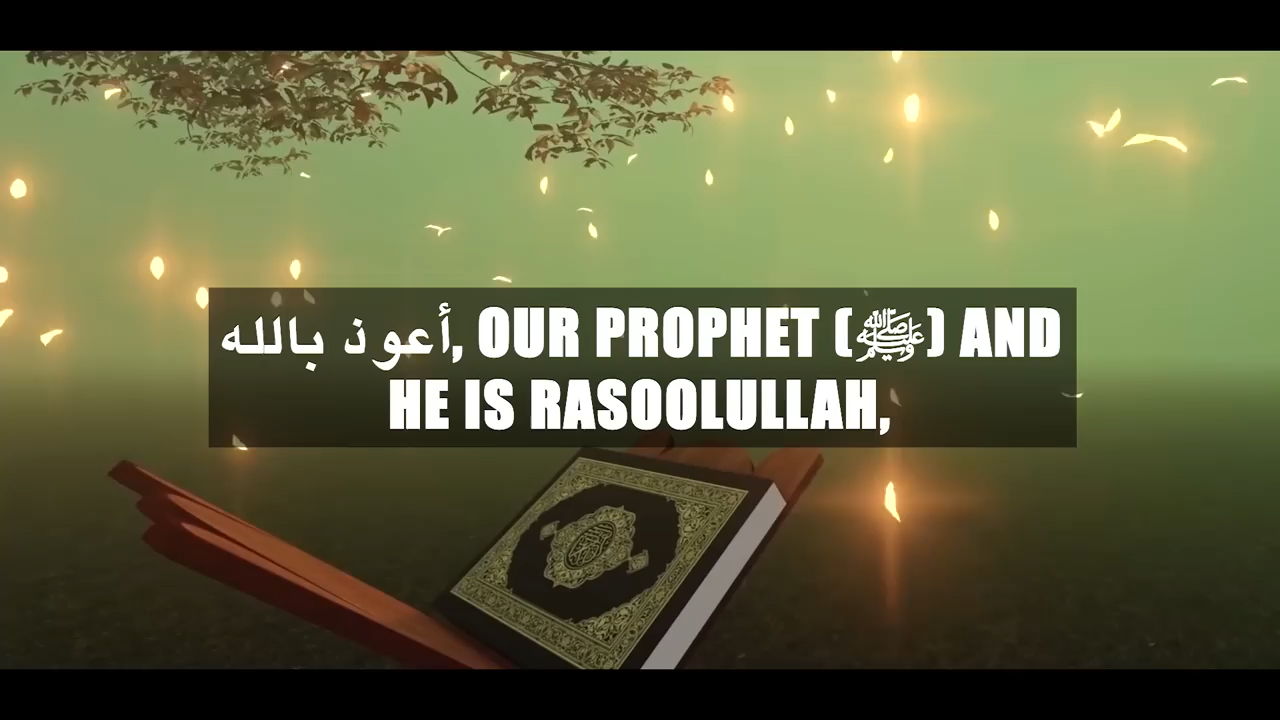 أعوذ بالله, OUR PROPHET (ﷺ) AND
HE IS RASOOLULLAH,